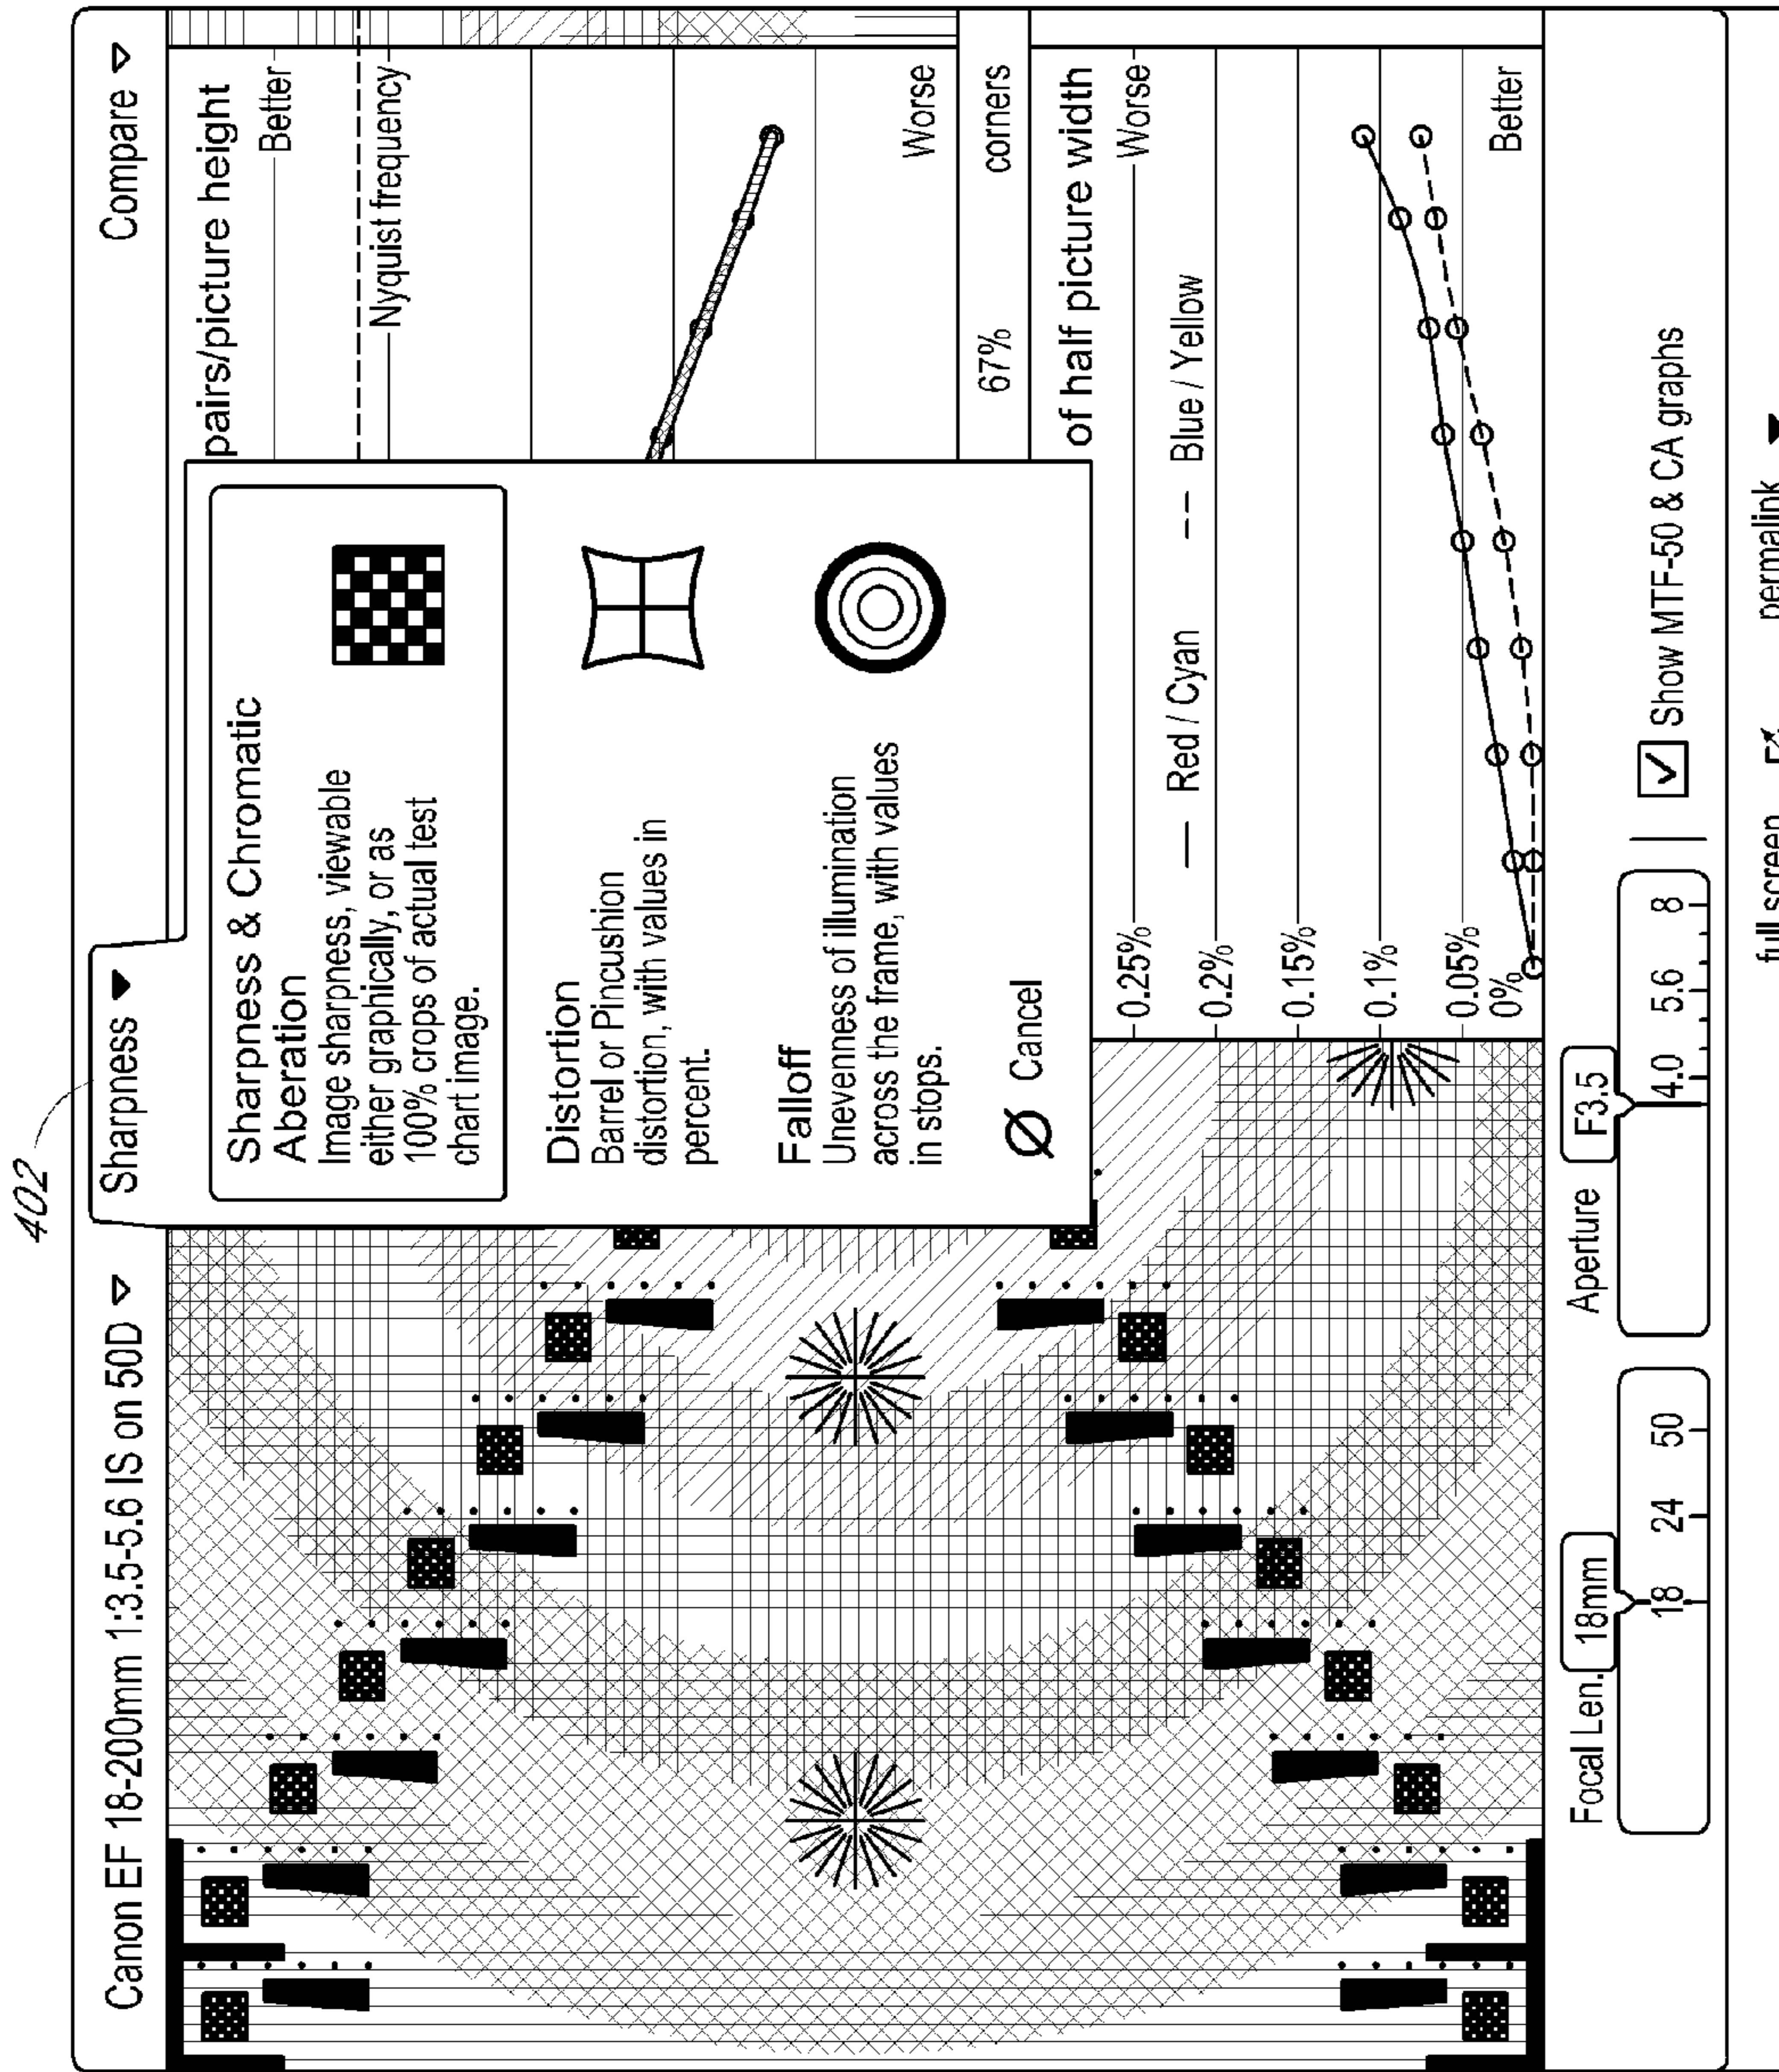 402
Canon EF 18-200mm 1:3.5-5.6 IS on 50D
Sharpness
Compare
Sharpness & Chromatic
Aberation
Image sharpness, viewable
either graphically, or as
100% crops of actual test
chart image.
Distortion
Barrel or Pincushion
distortion, with values in
percent.
Falloff
Unevenness of illumination
across the frame, with values
in stops.
Ø Cancel
pairs/picture height
Better
Nyquist frequency
Worse
67% corners
of half picture width
0.25% Worse
Red / Cyan Blue / Yellow
0.2%
0.15%
0.1%
0.05%
0% Better
Focal Len. 18mm
18 24 50
Aperture F3.5
4.0 5.6 8
Show MTF-50 & CA graphs
full screen permalink